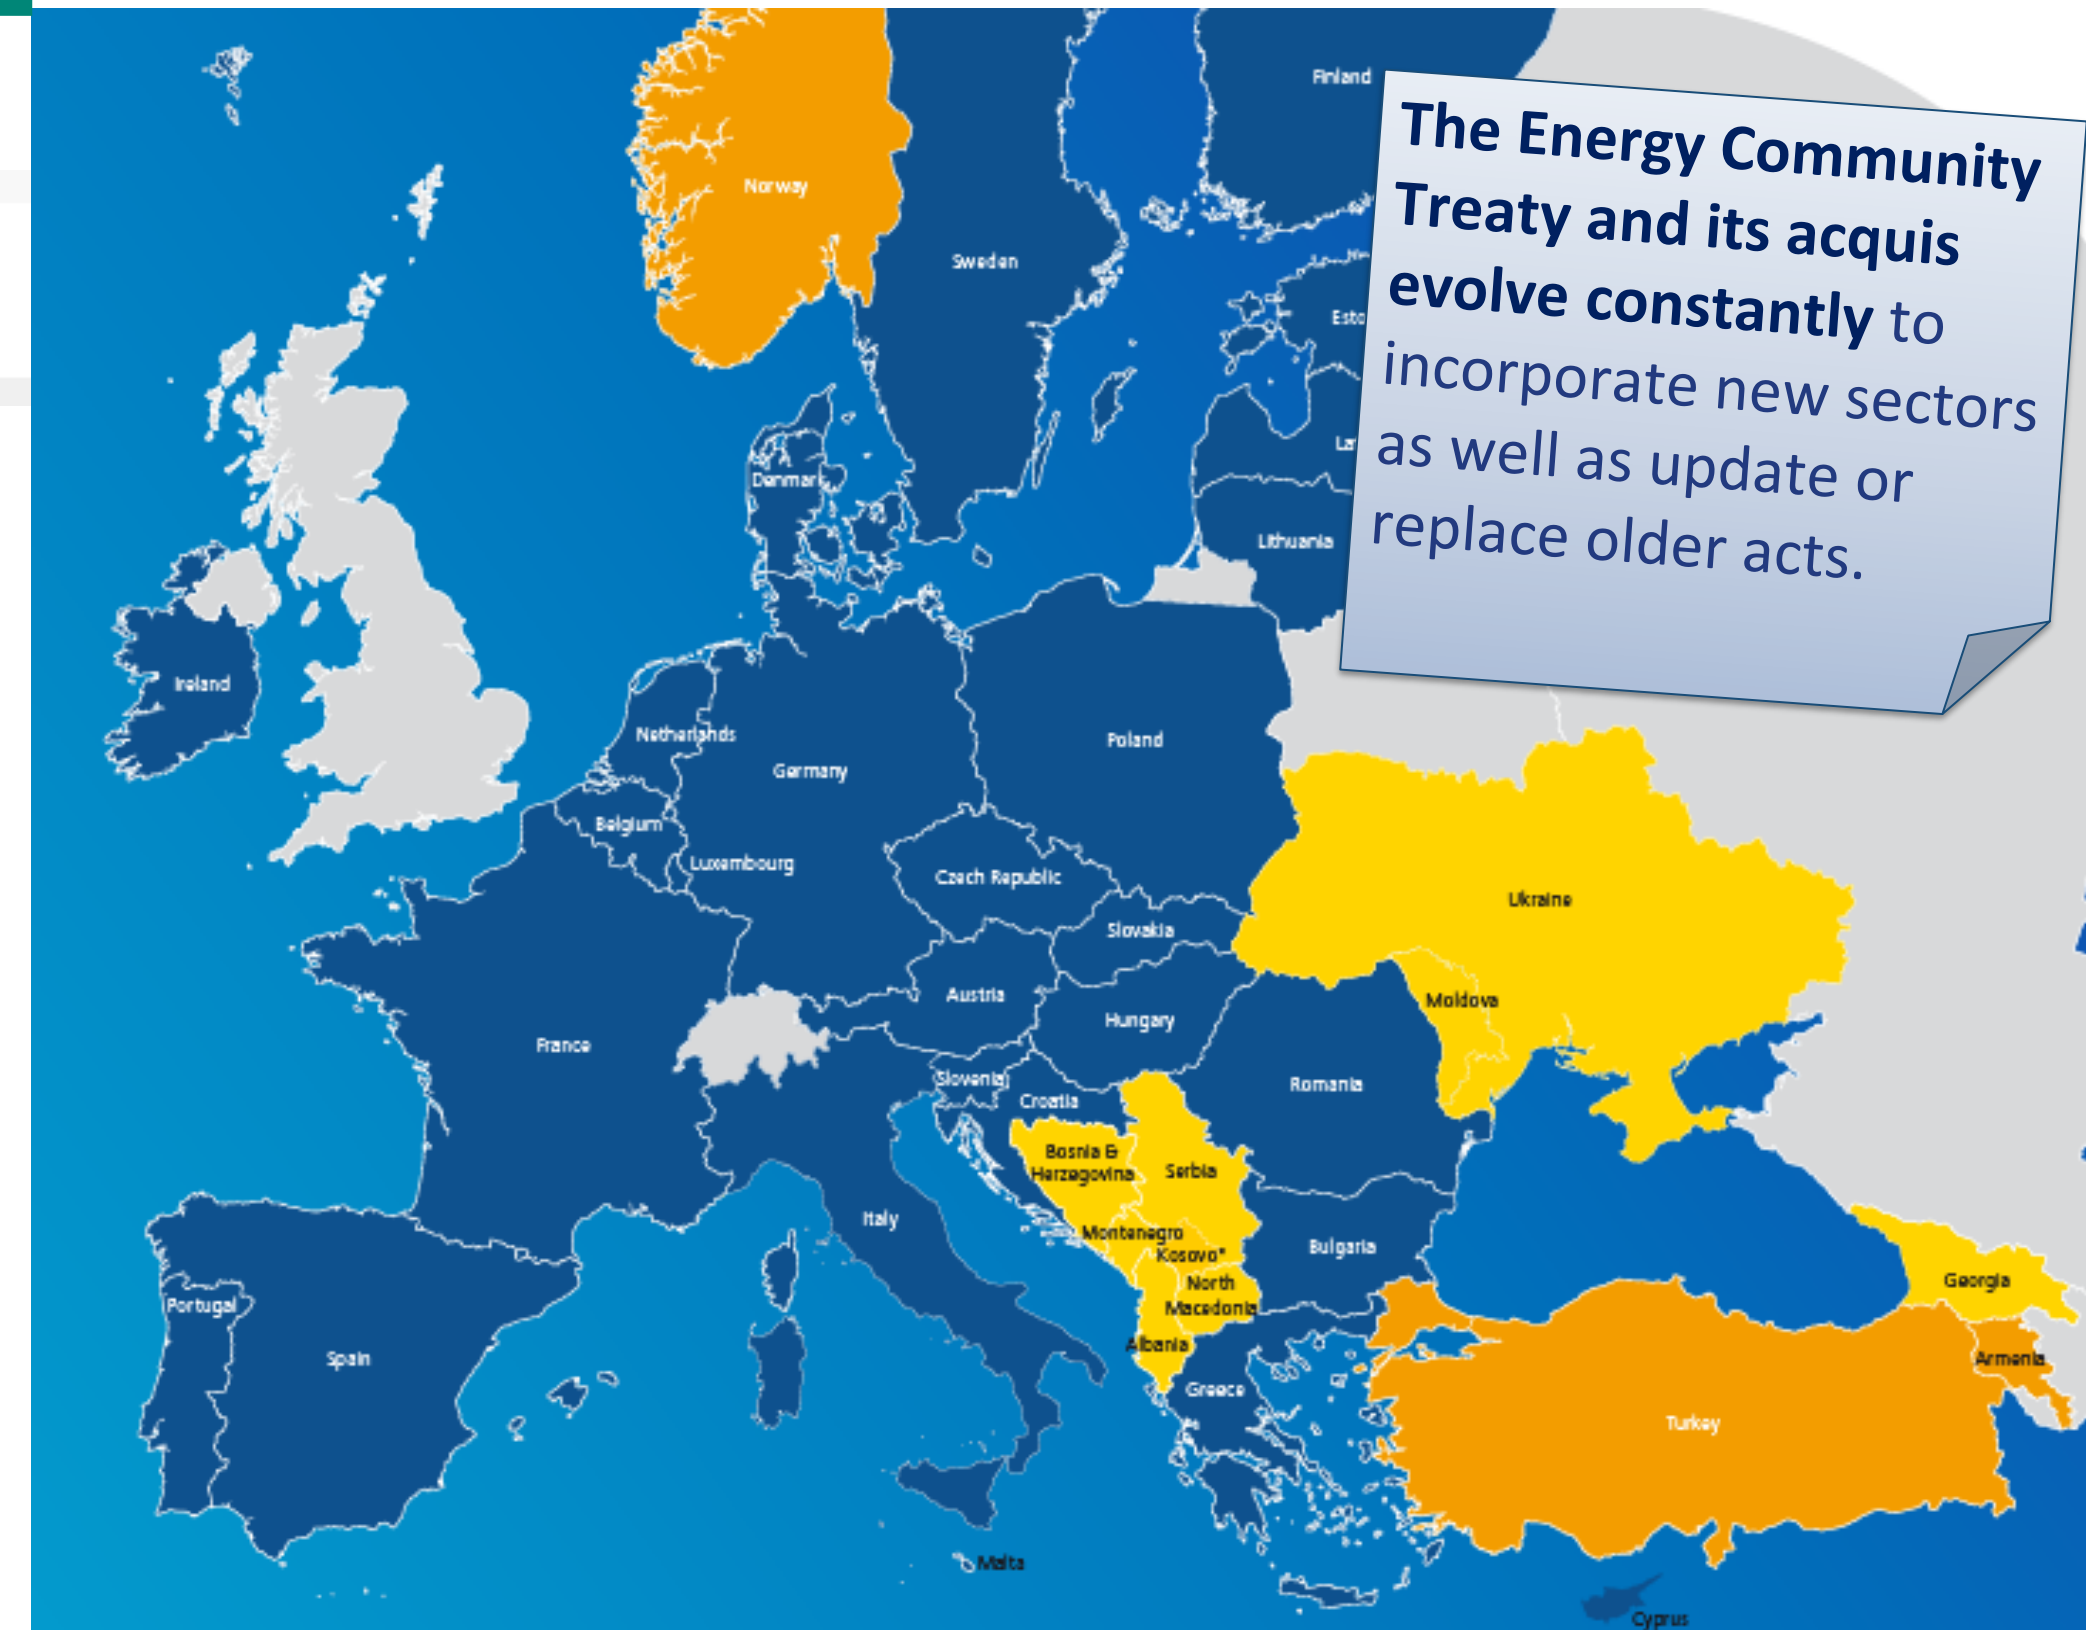 Finland
The Energy Community
Treaty and its acquis
evolve constantly to
incorporate new sectors
as well as update or
replace older acts.
Norway
Sweden
Esto
Lat
Denmark
Lithuania
Ireland
Netherlands
Poland
Germany
Belgium
Luxembourg
Czech Republic
Ukraine
Slovakia
Austria
Moldova
Hungary
France
Slovenia
Romania
Croatia
Bosnia &
Herzegovina
Serbia
Italy
Montenegro
Bulgaria
Kosovo*
North
Macedonia
Georgia
Portugal
Albania
Armenia
Spain
Greece
Turkey
Malta
Cyprus